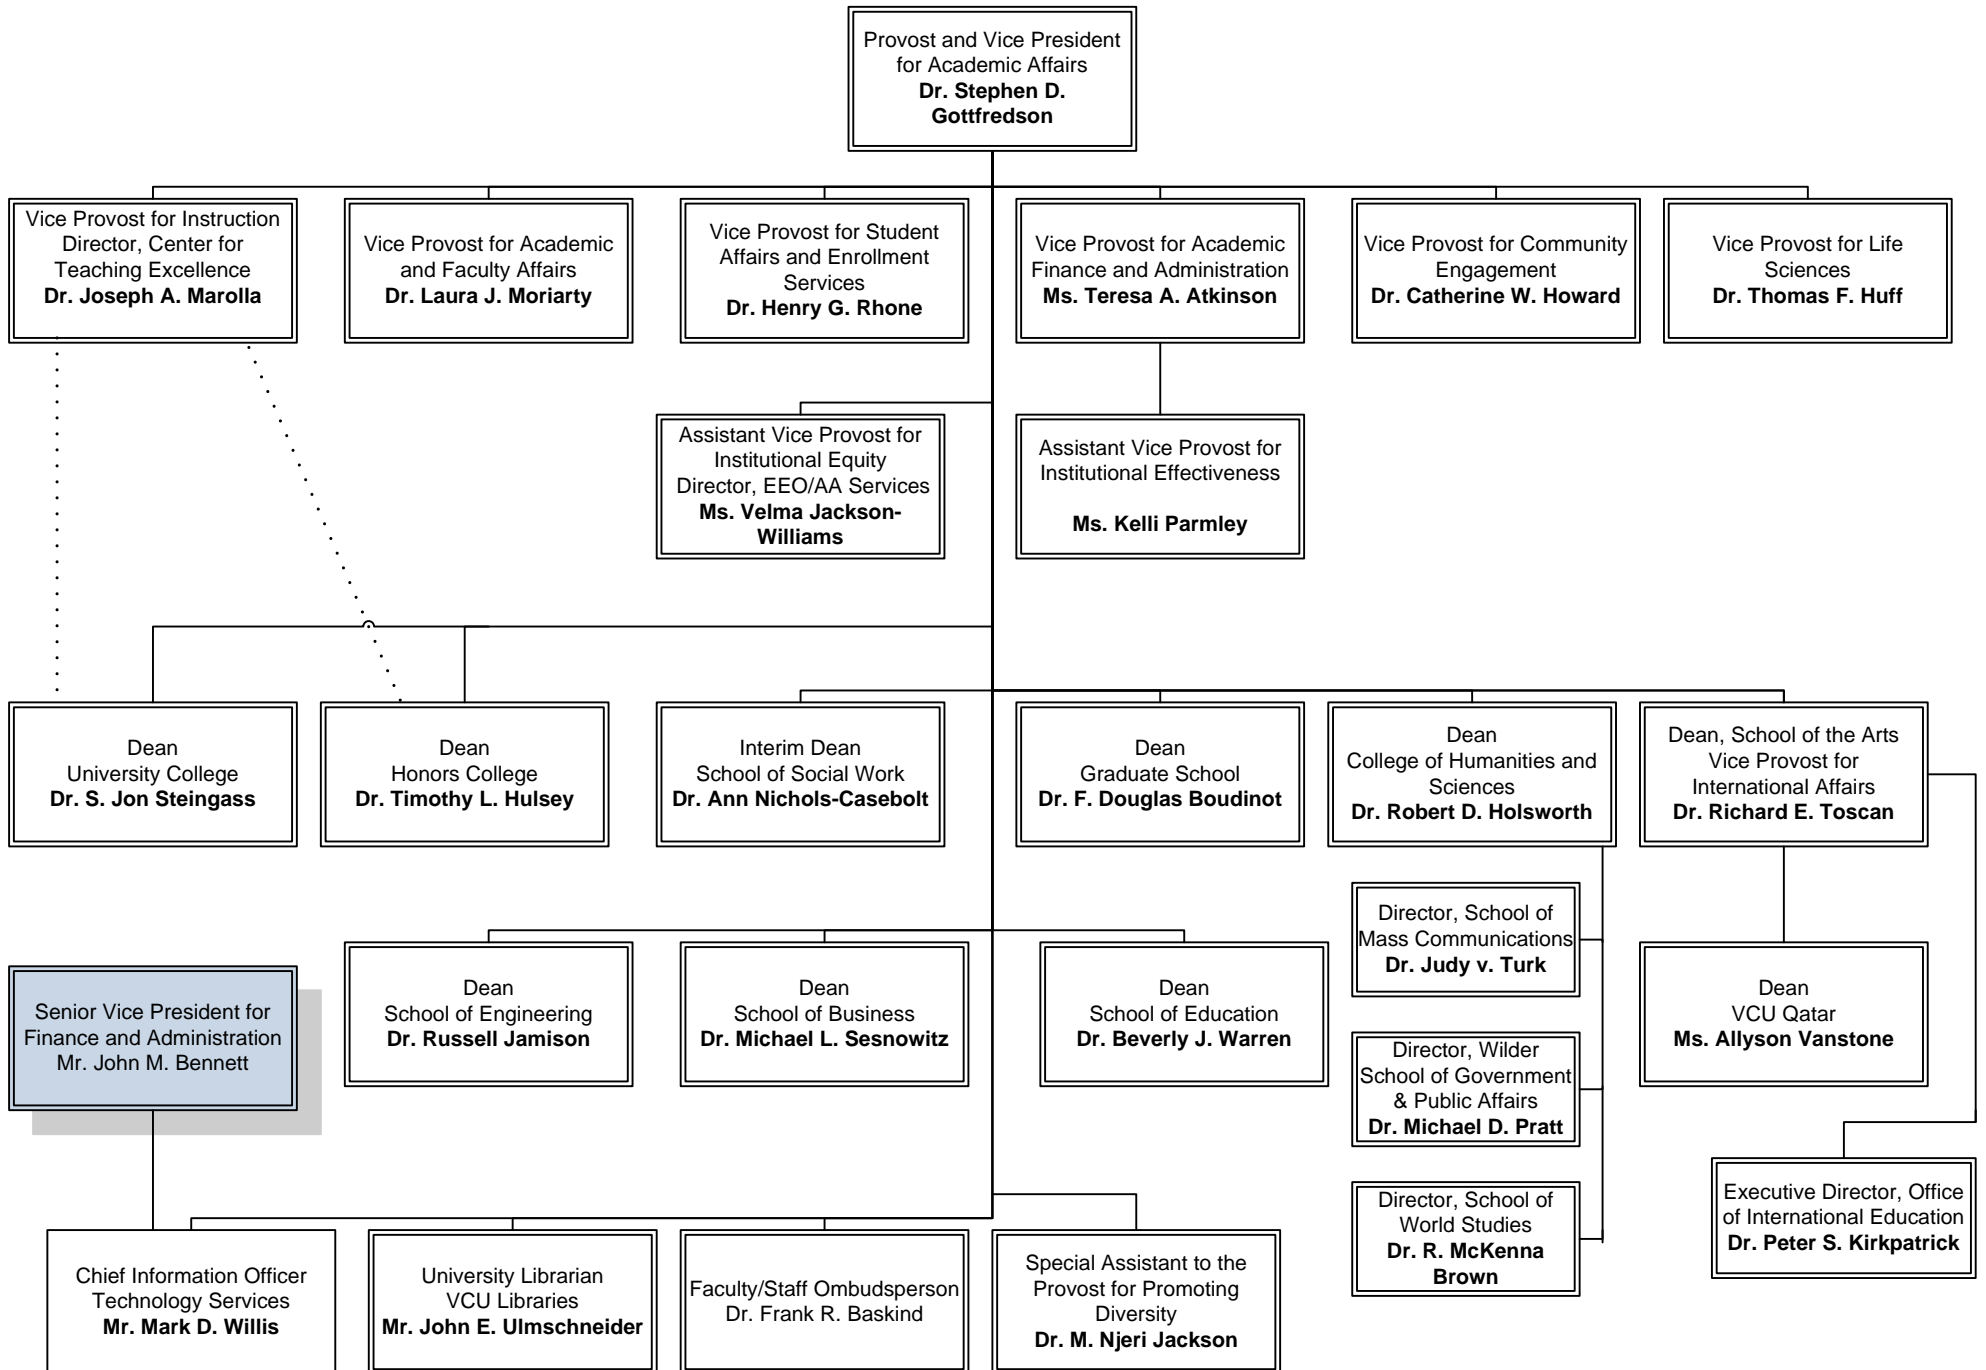 Provost and Vice President
for Academic Affairs
Dr. Stephen D.
Gottfredson
Vice Provost for Instruction
Director, Center for
Teaching Excellence
Dr. Joseph A. Marolla
Vice Provost for Academic
and Faculty Affairs
Dr. Laura J. Moriarty
Vice Provost for Student
Affairs and Enrollment
Services
Dr. Henry G. Rhone
Vice Provost for Academic
Finance and Administration
Ms. Teresa A. Atkinson
Vice Provost for Community
Engagement
Dr. Catherine W. Howard
Vice Provost for Life
Sciences
Dr. Thomas F. Huff
Assistant Vice Provost for
Institutional Equity
Director, EEO/AA Services
Ms. Velma Jackson-
Williams
Assistant Vice Provost for
Institutional Effectiveness
Ms. Kelli Parmley
Dean
University College
Dr. S. Jon Steingass
Dean
Honors College
Dr. Timothy L. Hulsey
Interim Dean
School of Social Work
Dr. Ann Nichols-Casebolt
Dean
Graduate School
Dr. F. Douglas Boudinot
Dean
College of Humanities and
Sciences
Dr. Robert D. Holsworth
Dean, School of the Arts
Vice Provost for
International Affairs
Dr. Richard E. Toscan
Senior Vice President for
Finance and Administration
Mr. John M. Bennett
Dean
School of Engineering
Dr. Russell Jamison
Dean
School of Business
Dr. Michael L. Sesnowitz
Dean
School of Education
Dr. Beverly J. Warren
Director, School of
Mass Communications
Dr. Judy v. Turk
Director, Wilder
School of Government
& Public Affairs
Dr. Michael D. Pratt
Director, School of
World Studies
Dr. R. McKenna
Brown
Dean
VCU Qatar
Ms. Allyson Vanstone
Executive Director, Office
of International Education
Dr. Peter S. Kirkpatrick
Chief Information Officer
Technology Services
Mr. Mark D. Willis
University Librarian
VCU Libraries
Mr. John E. Ulmschneider
Faculty/Staff Ombudsperson
Dr. Frank R. Baskind
Special Assistant to the
Provost for Promoting
Diversity
Dr. M. Njeri Jackson